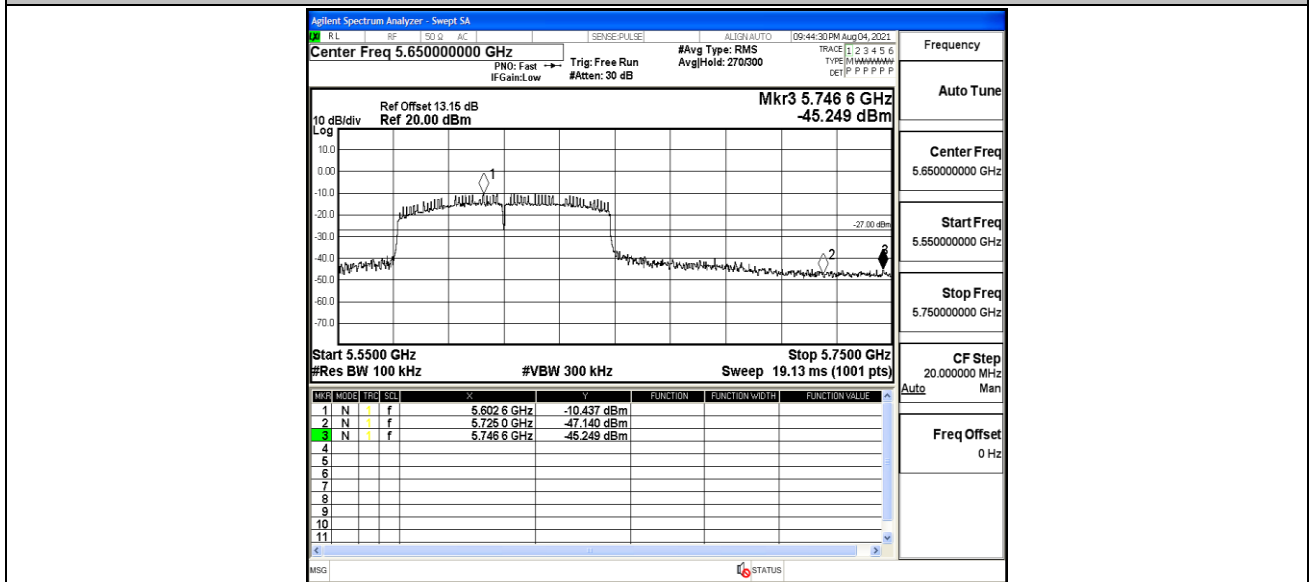 Agilent Spectrum Analyzer - Swept SA
RL RF 50 Ω AC SENSE:PULSE ALIGN AUTO 09:44:30 PM Aug 04, 2021
Center Freq 5.650000000 GHz
PNO: Fast
IFGain:Low
Trig: Free Run
#Atten: 30 dB
#Avg Type: RMS
Avg|Hold: 270/300
TRACE 1 2 3 4 5 6
TYPE M
DET P P P P P P
Ref Offset 13.15 dB
10 dB/div Ref 20.00 dBm
Log
Mkr3 5.746 6 GHz
-45.249 dBm
10.0
0.00
-10.0
-20.0
-30.0
-40.0
-50.0
-60.0
-70.0
1
-27.00 dBm
2
3
Start 5.5500 GHz Stop 5.7500 GHz
#Res BW 100 kHz #VBW 300 kHz Sweep 19.13 ms (1001 pts)
MKR MODE TRC SCL X Y FUNCTION FUNCTION WIDTH FUNCTION VALUE
1 N 1 f 5.602 6 GHz -10.437 dBm
2 N 1 f 5.725 0 GHz -47.140 dBm
3 N 1 f 5.746 6 GHz -45.249 dBm
4
5
6
7
8
9
10
11
MSG STATUS
Frequency
Auto Tune
Center Freq
5.650000000 GHz
Start Freq
5.550000000 GHz
Stop Freq
5.750000000 GHz
CF Step
20.000000 MHz
Auto Man
Freq Offset
0 Hz